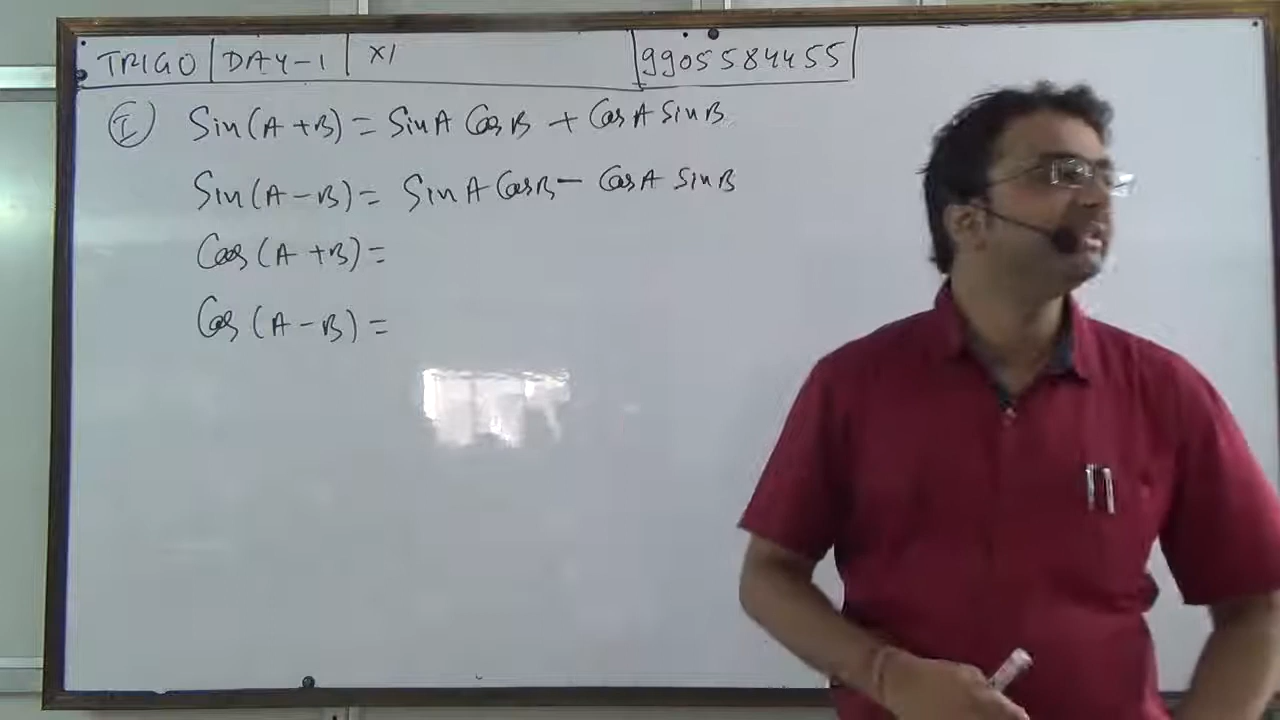 TRIGO DAY-1 XI 9905584455
I Sin(A+B) = SinA CosB + CosA SinB
Sin(A-B) = SinA CosB - CosA SinB
Cos(A+B) =
Cos(A-B) =